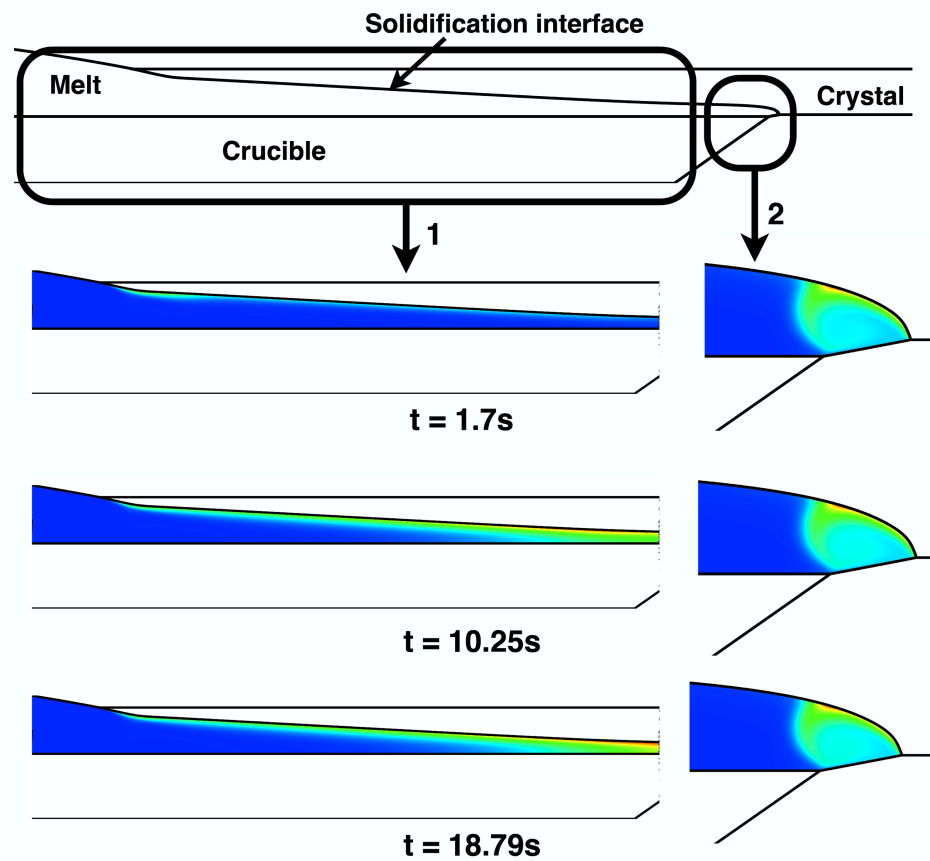 Solidification interface
Melt
Crystal
Crucible
1
2
t = 1.7s
t = 10.25s
t = 18.79s